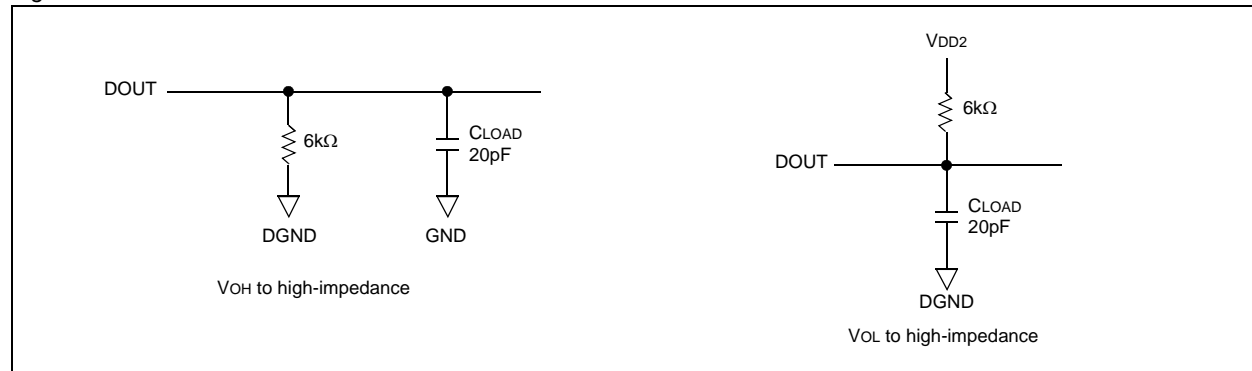 DOUT
6kΩ
CLOAD
20pF
DGND
GND
VOH to high-impedance
VDD2
6kΩ
DOUT
CLOAD
20pF
DGND
VOL to high-impedance